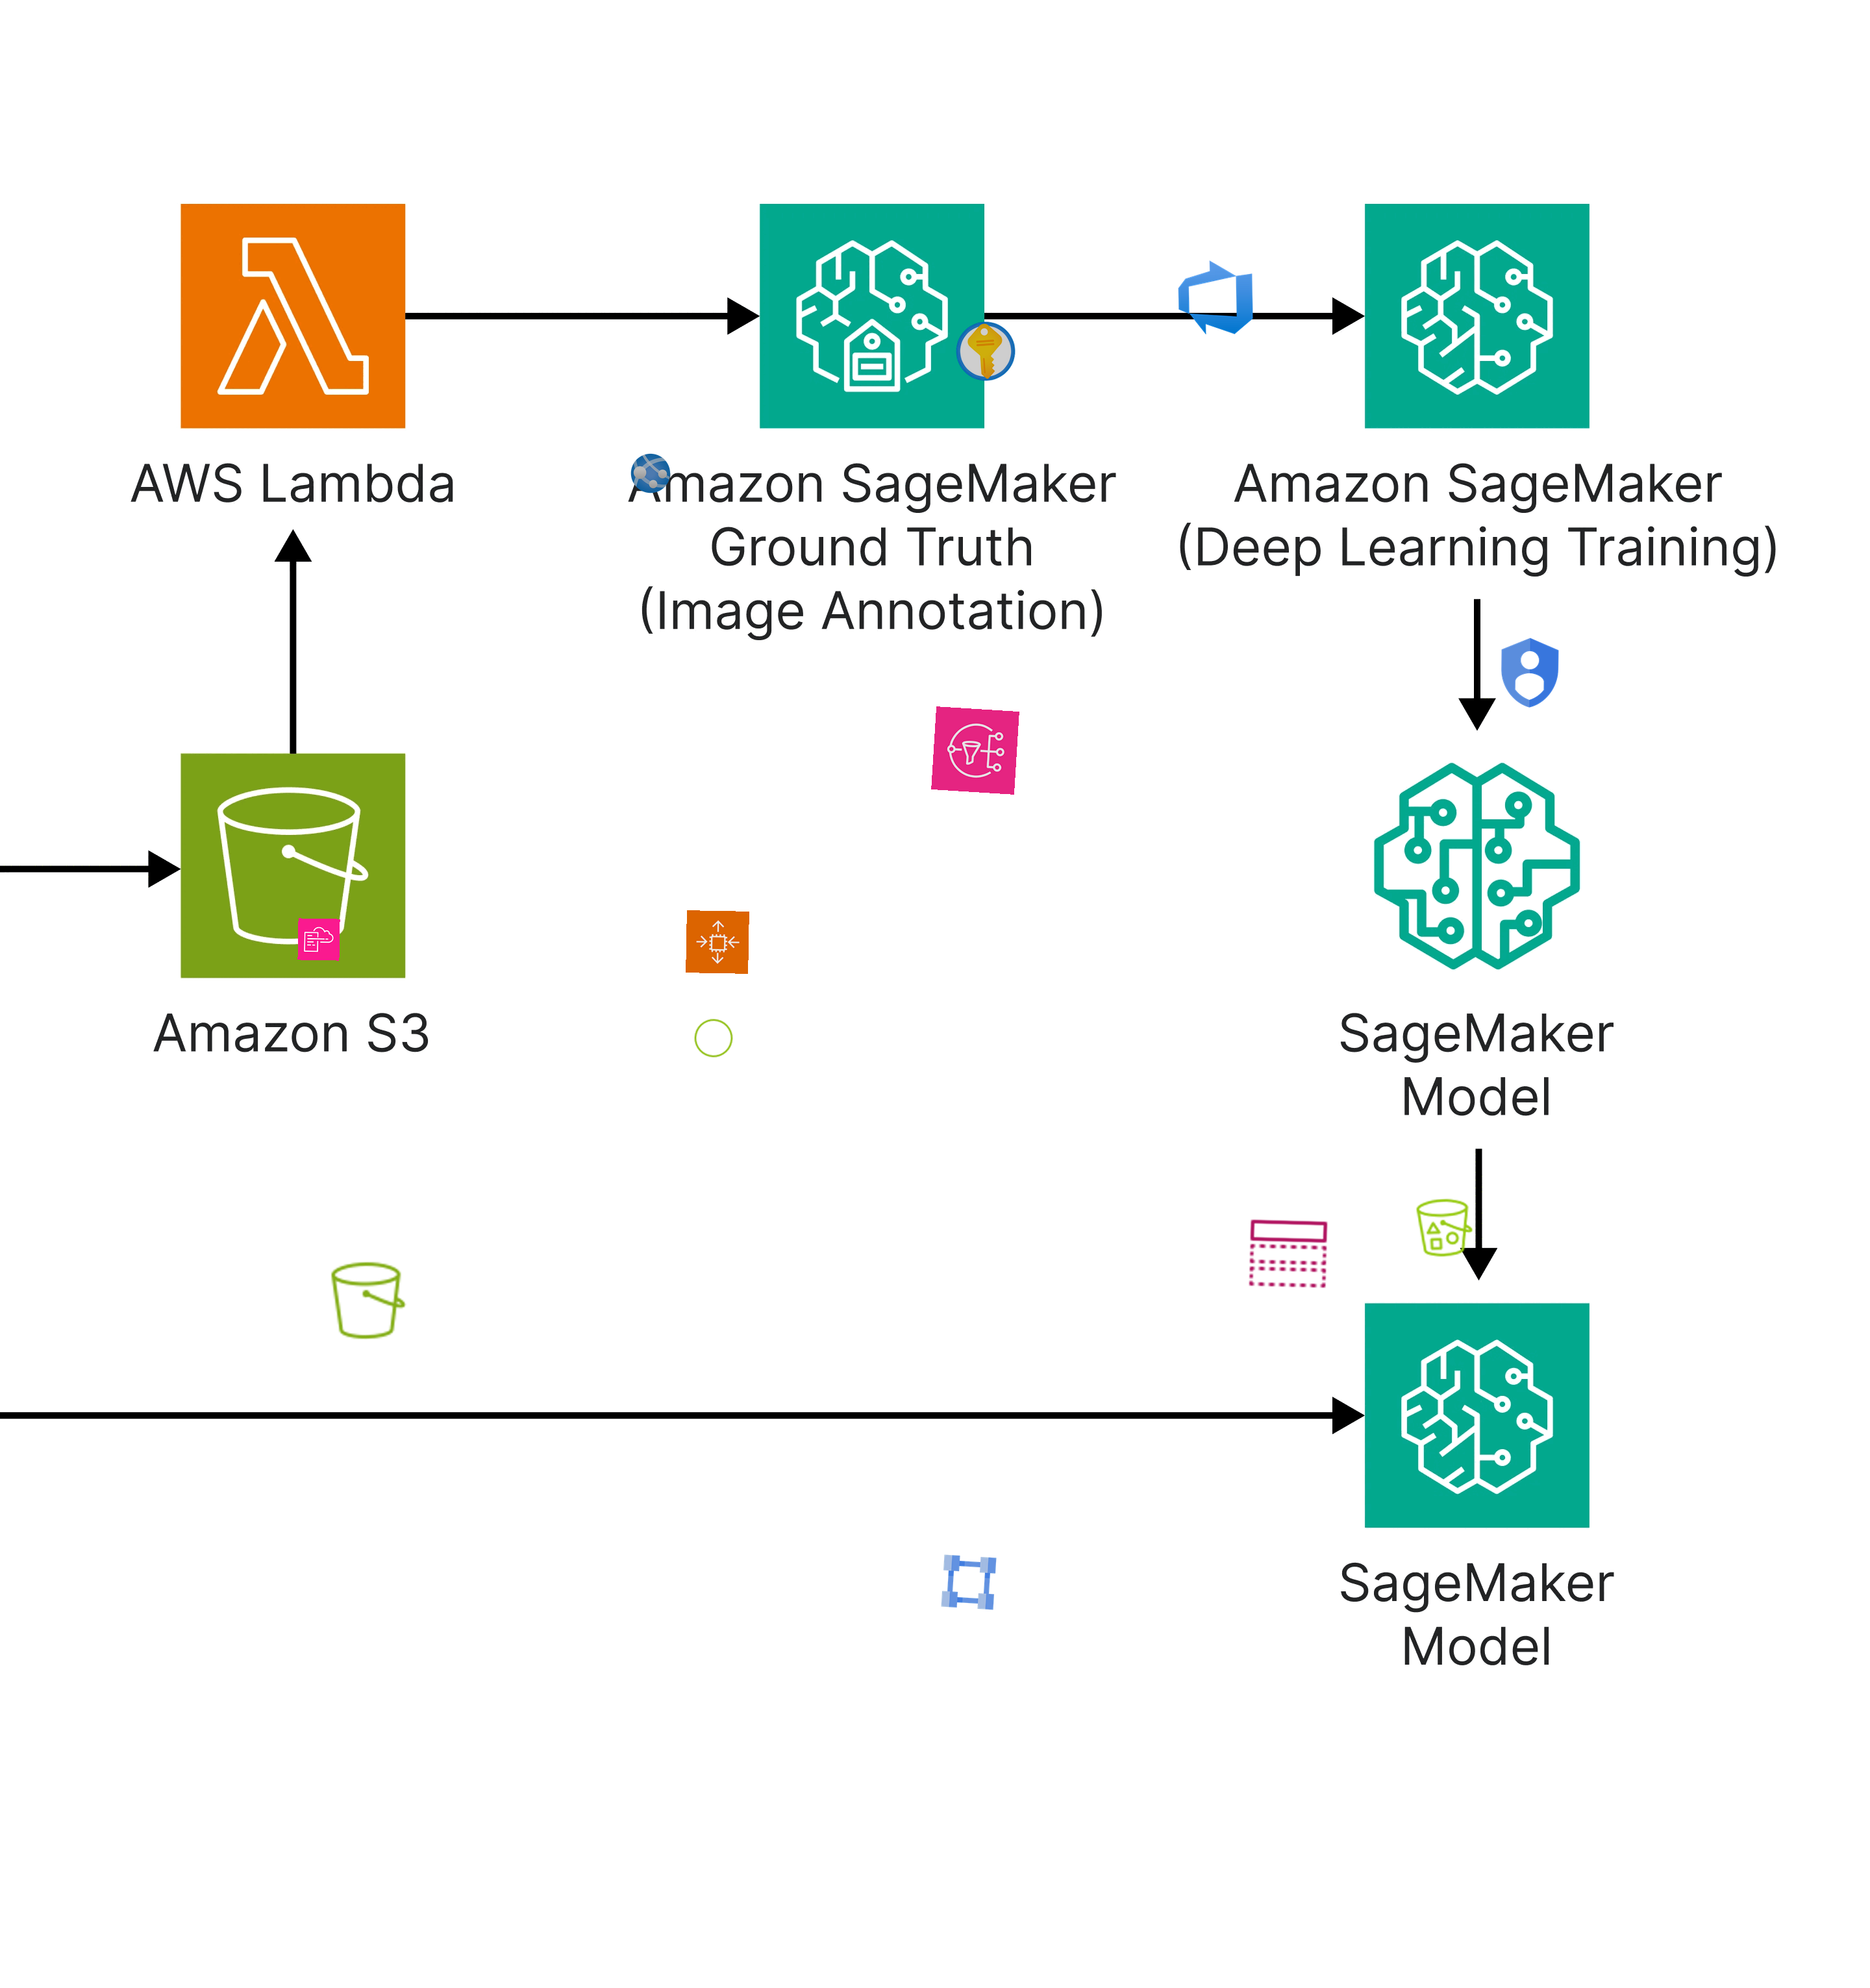 AWS Lambda
Amazon SageMaker
Ground Truth
(Image Annotation)
Amazon SageMaker
(Deep Learning Training)
Amazon S3
SageMaker
Model
SageMaker
Model